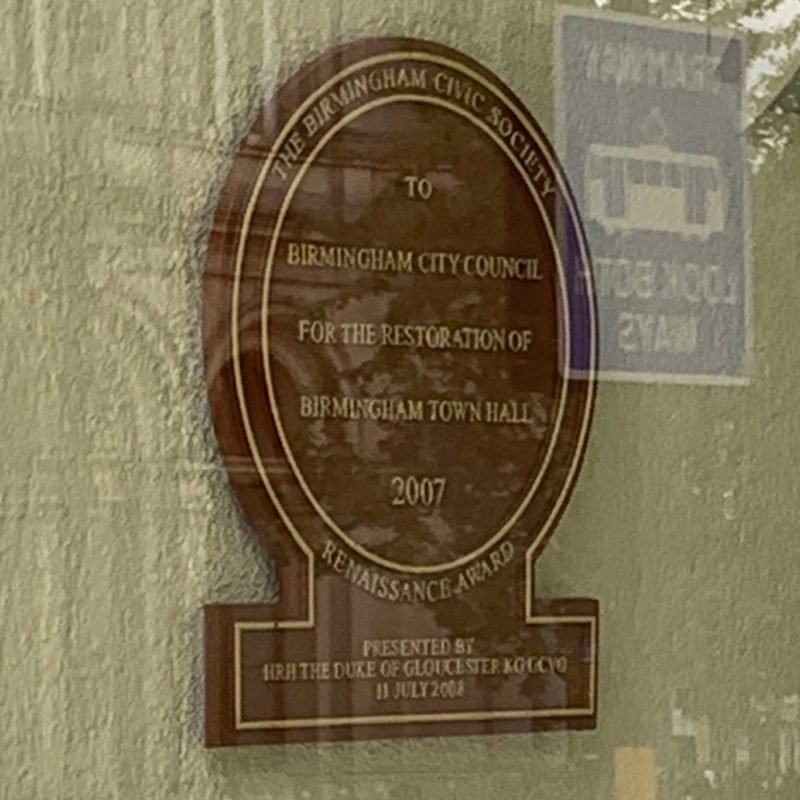 THE BIRMINGHAM CIVIC SOCIETY
TO
BIRMINGHAM CITY COUNCIL
FOR THE RESTORATION OF
BIRMINGHAM TOWN HALL
2007
RENAISSANCE AWARD
PRESENTED BY
HRH THE DUKE OF GLOUCESTER KG GCVO
11 JULY 2008
TRAMWAY
LOOK BOTH
WAYS